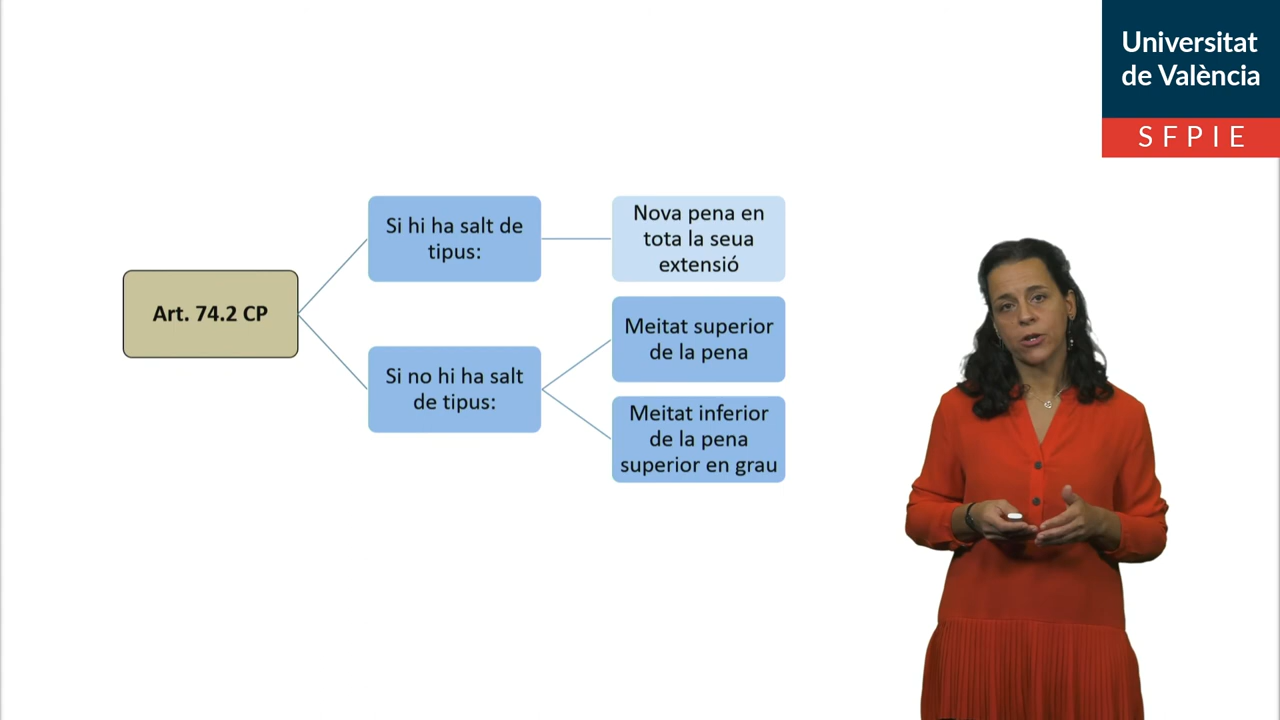 Universitat
de València
SFPIE
Art. 74.2 CP
Si hi ha salt de
tipus:
Nova pena en
tota la seua
extensió
Si no hi ha salt
de tipus:
Meitat superior
de la pena
Meitat inferior
de la pena
superior en grau